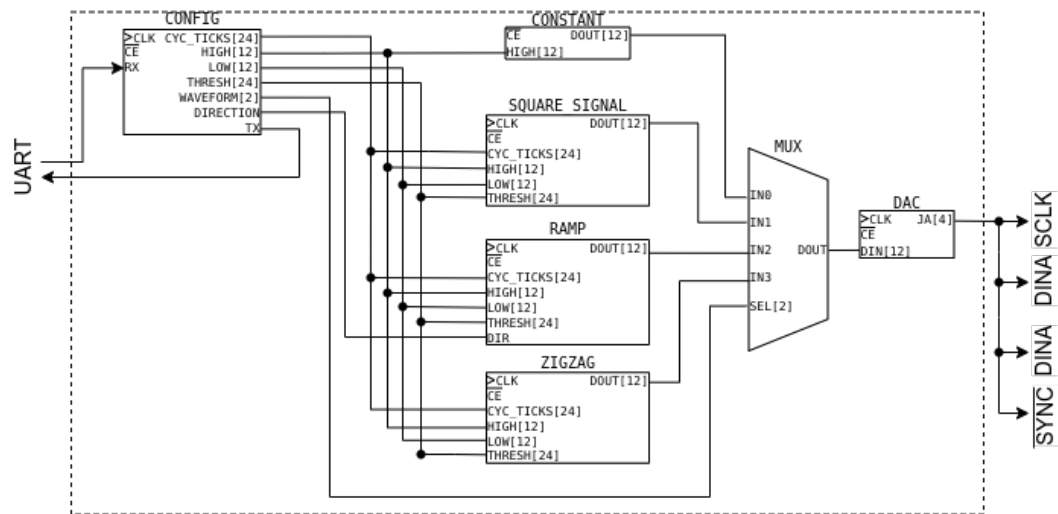 CONFIG
>CLK CYC_TICKS[24]
CE HIGH[12]
RX LOW[12]
THRESH[24]
WAVEFORM[2]
DIRECTION
TX
UART
CONSTANT
CE DOUT[12]
HIGH[12]
SQUARE_SIGNAL
>CLK DOUT[12]
CE
CYC_TICKS[24]
HIGH[12]
LOW[12]
THRESH[24]
RAMP
>CLK DOUT[12]
CE
CYC_TICKS[24]
HIGH[12]
LOW[12]
THRESH[24]
DIR
ZIGZAG
>CLK DOUT[12]
CE
CYC_TICKS[24]
HIGH[12]
LOW[12]
THRESH[24]
MUX
IN0
IN1
IN2
DOUT
IN3
SEL[2]
DAC
>CLK JA[4]
CE
DIN[12]
SCLK
DINA
DINA
SYNC